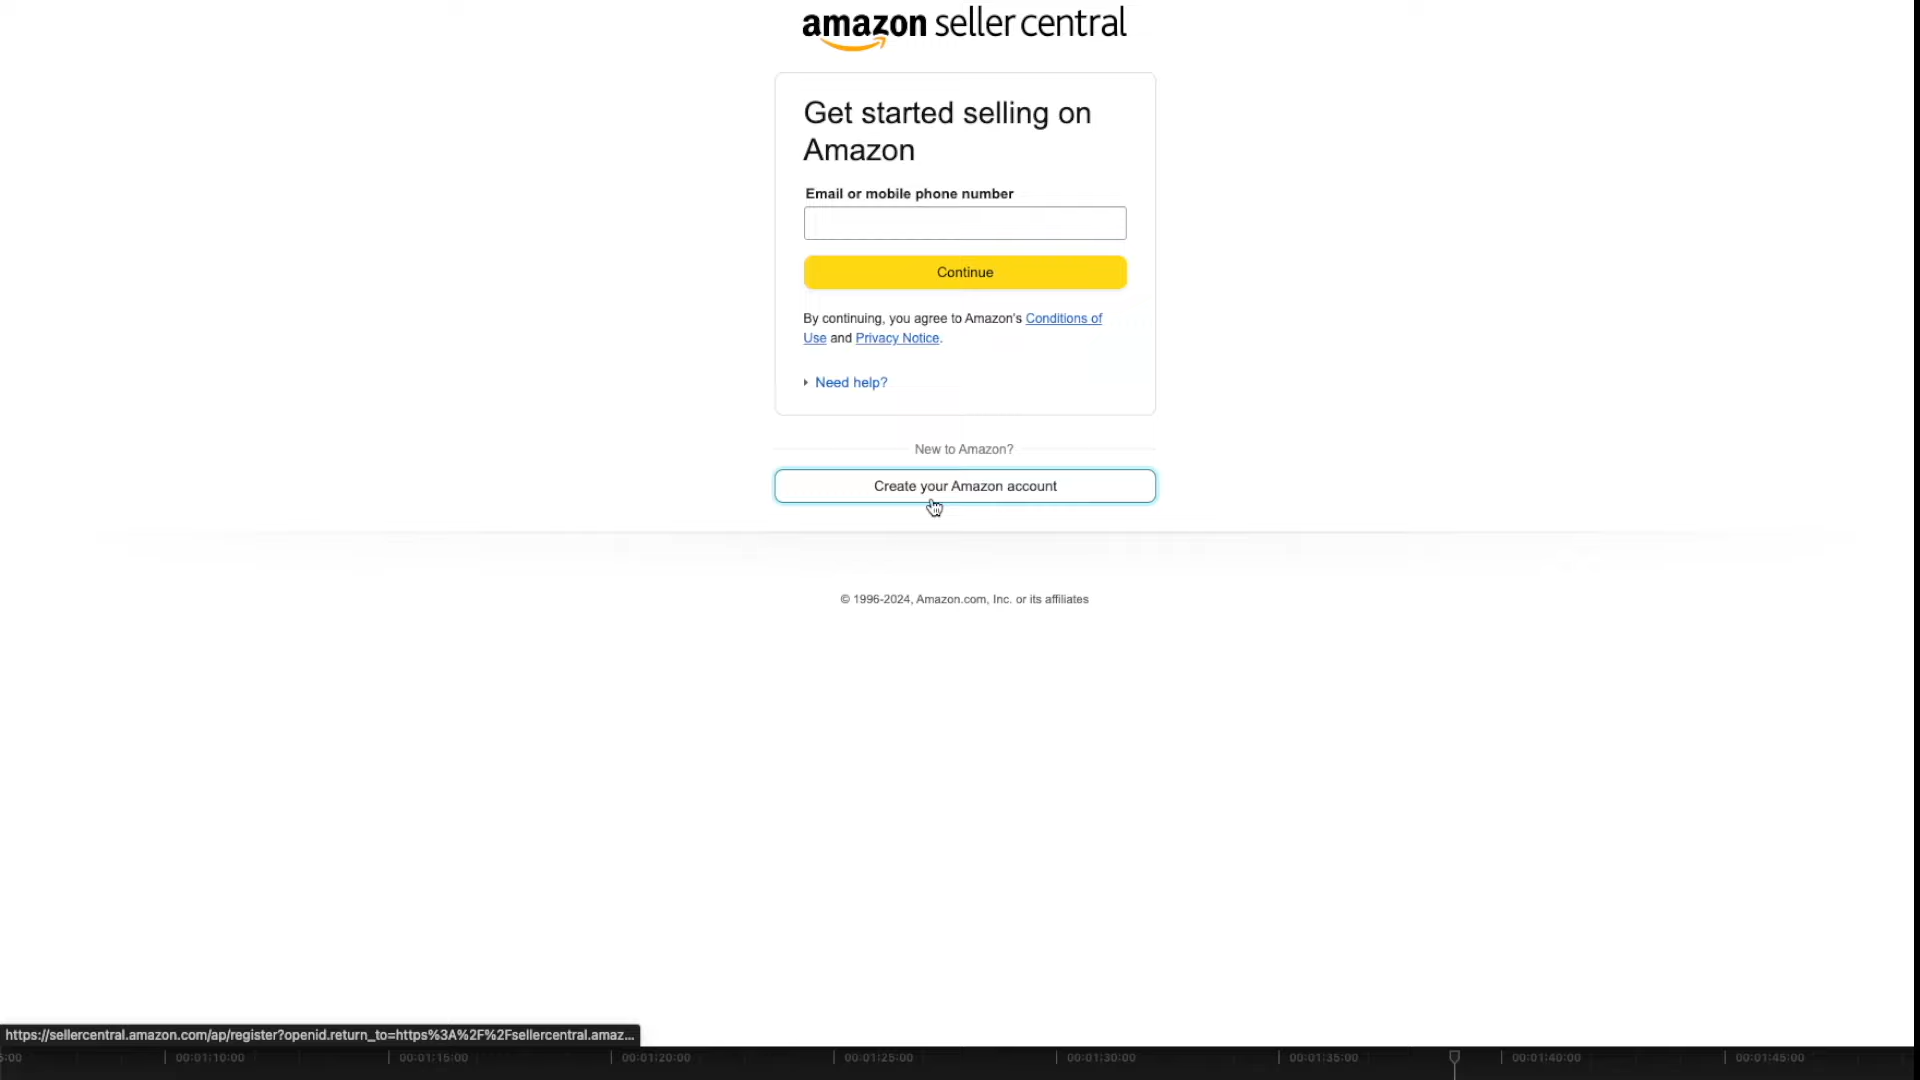 amazon seller central
Get started selling on
Amazon
Email or mobile phone number
Continue
By continuing, you agree to Amazon's Conditions of
Use and Privacy Notice.
Need help?
New to Amazon?
Create your Amazon account
© 1996-2024, Amazon.com, Inc. or its affiliates
https://sellercentral.amazon.com/ap/register?openid.return_to=https%3A%2F%2Fsellercentral.amaz...
5:00 00:01:10:00 00:01:15:00 00:01:20:00 00:01:25:00 00:01:30:00 00:01:35:00 00:01:40:00 00:01:45:00